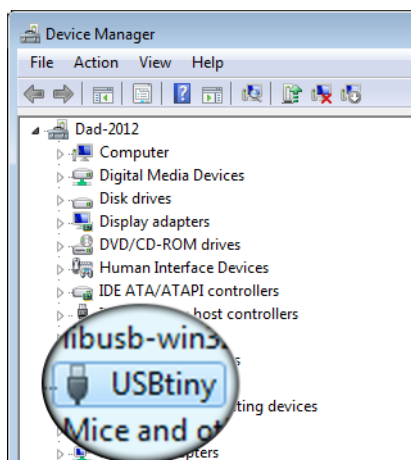 Device Manager
File Action View Help
Dad-2012
Computer
Digital Media Devices
Disk drives
Display adapters
DVD/CD-ROM drives
Human Interface Devices
IDE ATA/ATAPI controllers
host controllers
libusb-win32
USBtiny
ting devices
Mice and ot
pters